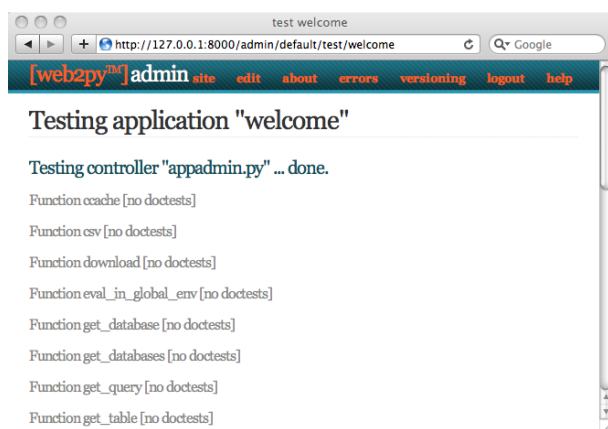 test welcome
http://127.0.0.1:8000/admin/default/test/welcome
Google
[web2py™]admin site edit about errors versioning logout help
Testing application "welcome"
Testing controller "appadmin.py" ... done.
Function ccache [no doctests]
Function csv [no doctests]
Function download [no doctests]
Function eval_in_global_env [no doctests]
Function get_database [no doctests]
Function get_databases [no doctests]
Function get_query [no doctests]
Function get_table [no doctests]